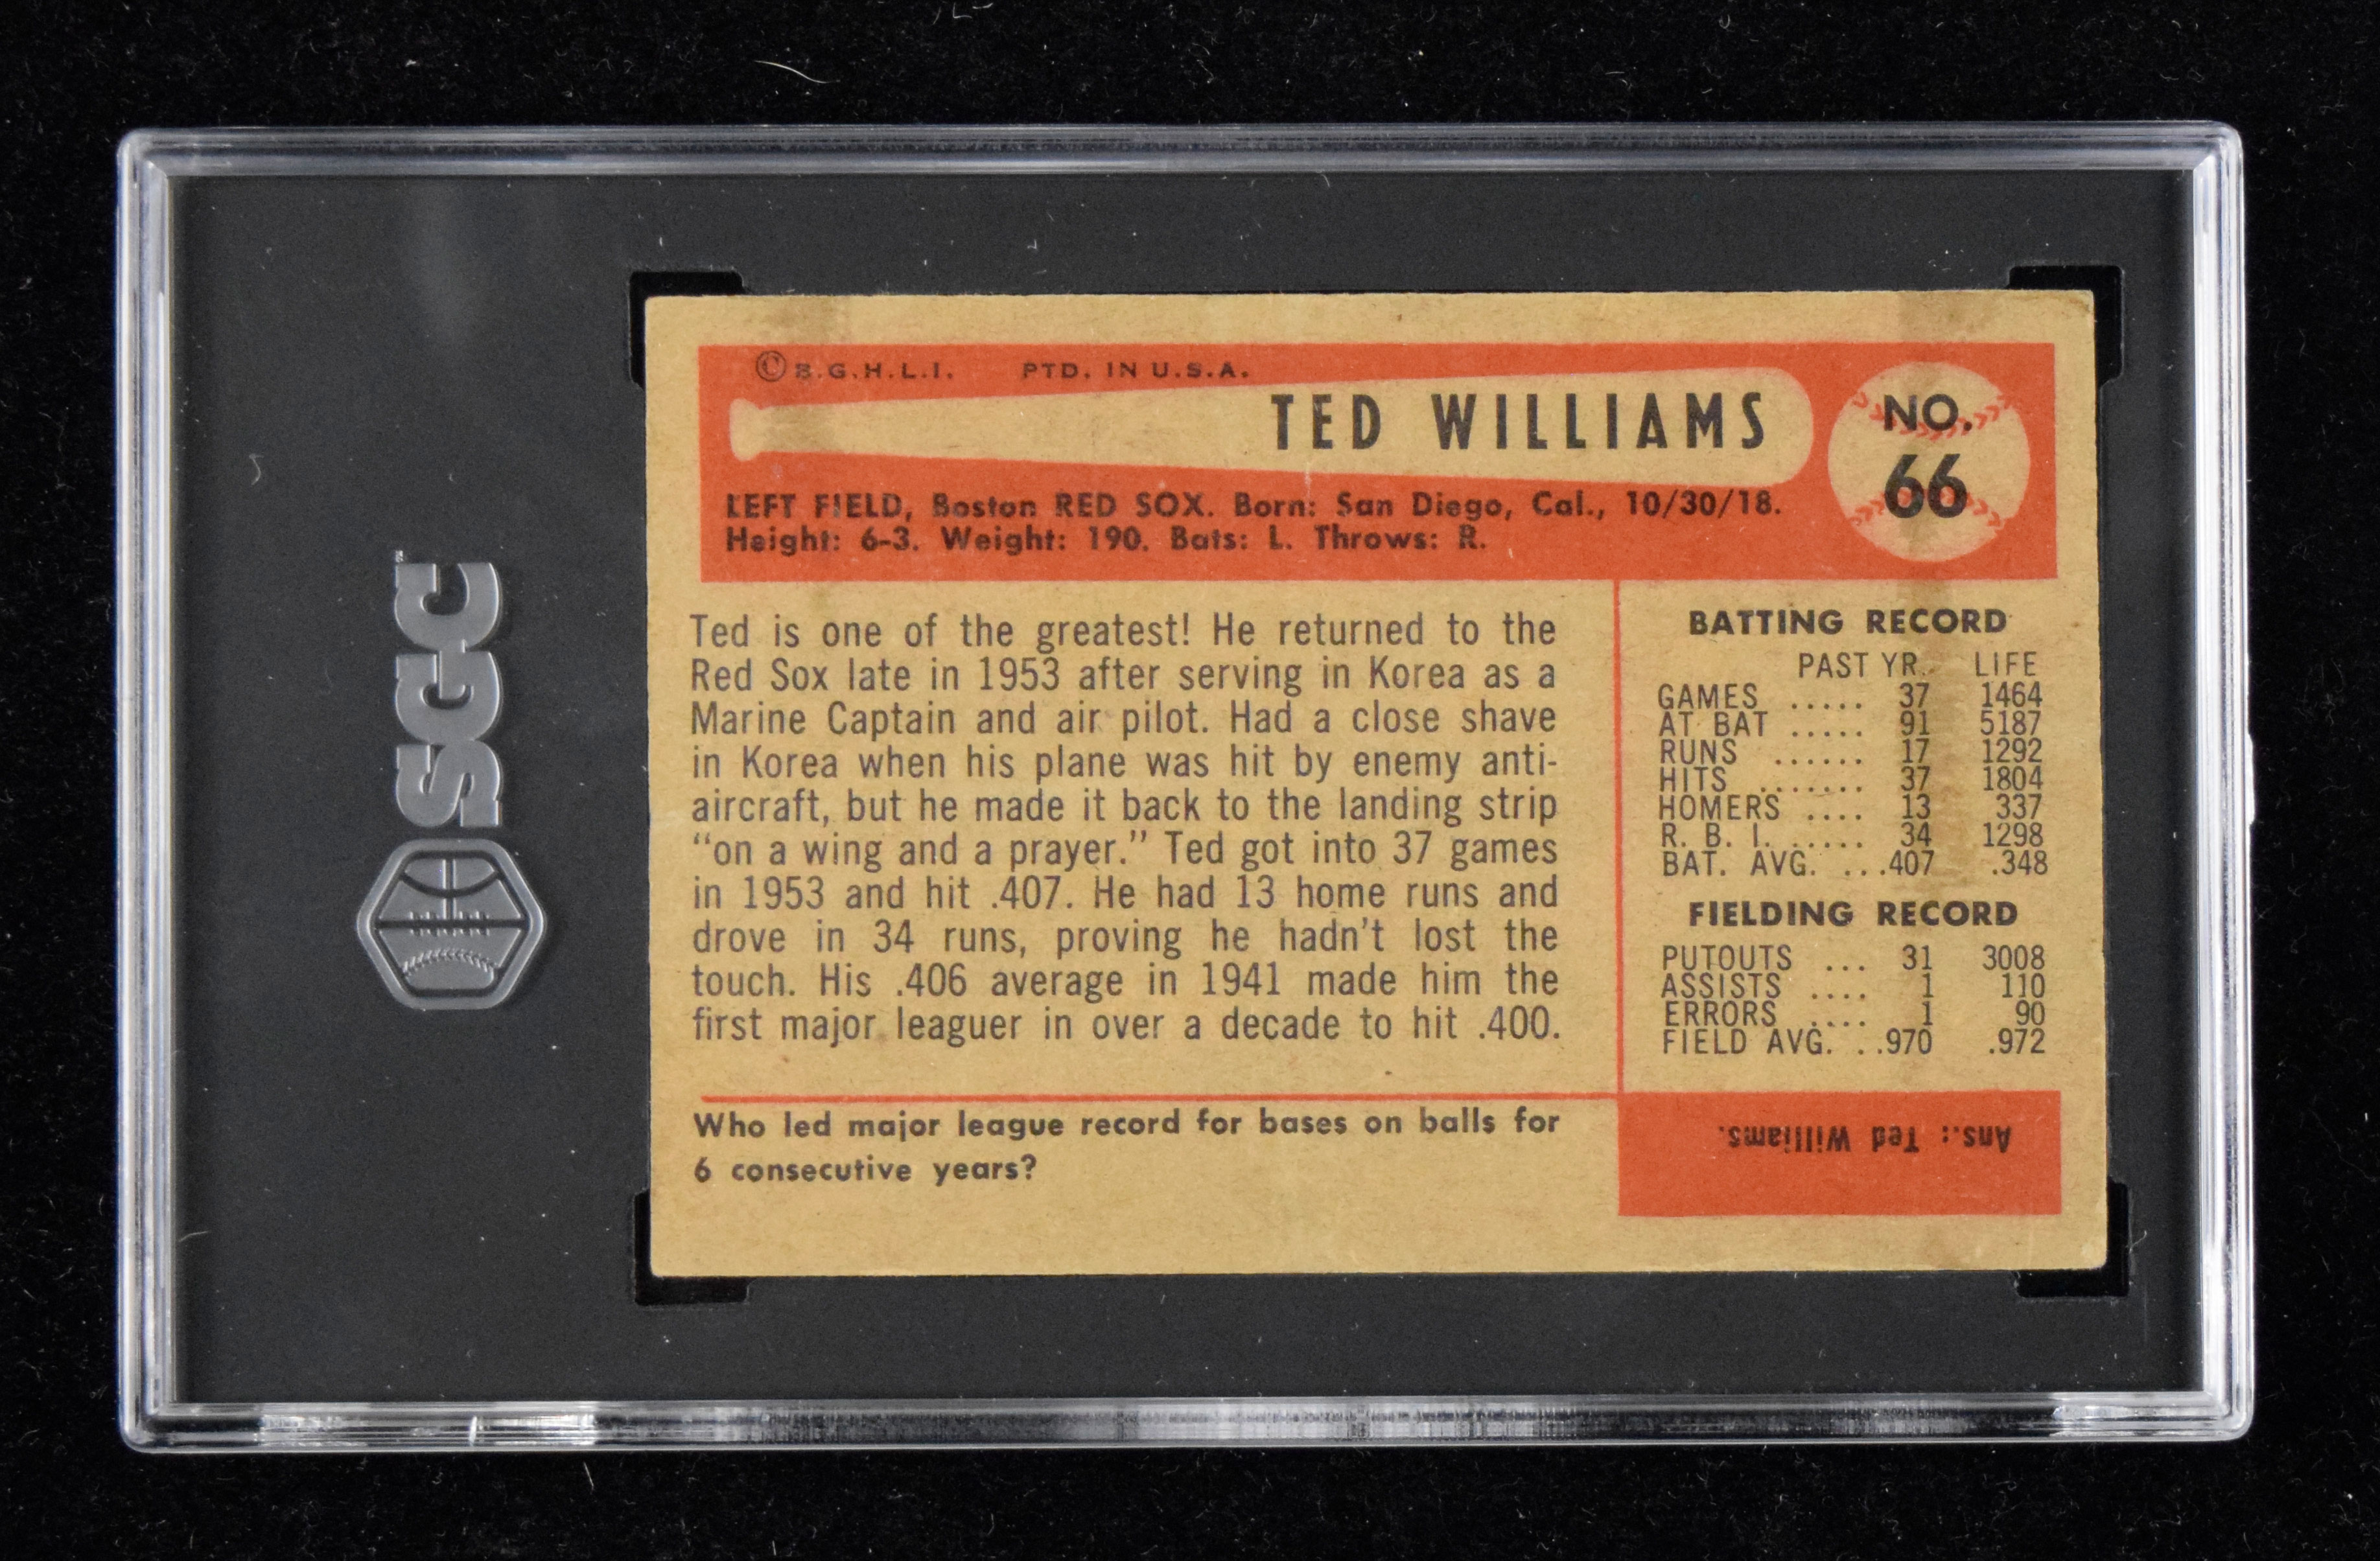 SGC
© B.G.H.L.I. PTD. IN U.S.A.
TED WILLIAMS
NO.
66
LEFT FIELD, Boston RED SOX. Born: San Diego, Cal., 10/30/18.
Height: 6-3. Weight: 190. Bats: L. Throws: R.
Ted is one of the greatest! He returned to the
Red Sox late in 1953 after serving in Korea as a
Marine Captain and air pilot. Had a close shave
in Korea when his plane was hit by enemy anti-
aircraft, but he made it back to the landing strip
“on a wing and a prayer.” Ted got into 37 games
in 1953 and hit .407. He had 13 home runs and
drove in 34 runs, proving he hadn't lost the
touch. His .406 average in 1941 made him the
first major leaguer in over a decade to hit .400.
BATTING RECORD
PAST YR. LIFE
GAMES ..... 37 1464
AT BAT ..... 91 5187
RUNS ...... 17 1292
HITS ........ 37 1804
HOMERS .... 13 337
R. B. I. ...... 34 1298
BAT. AVG. ...407 .348
FIELDING RECORD
PUTOUTS ... 31 3008
ASSISTS .... 1 110
ERRORS .... 1 90
FIELD AVG. ..970 .972
Who led major league record for bases on balls for
6 consecutive years?
Ans.: Ted Williams.